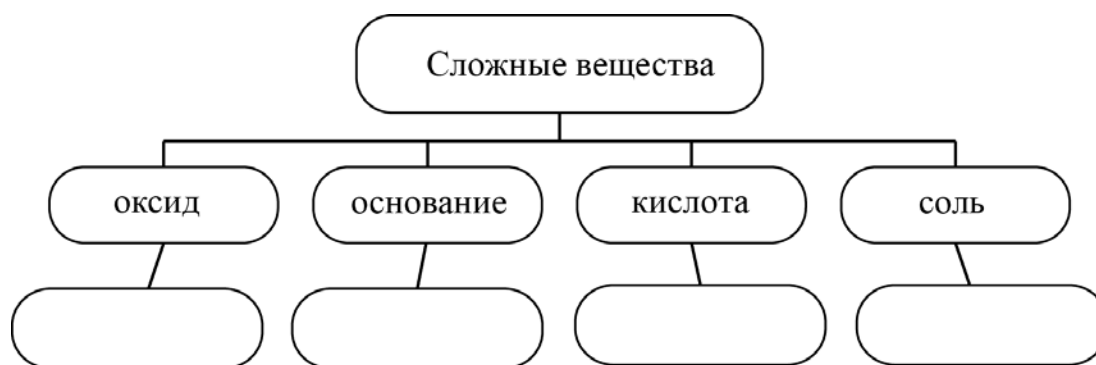 Сложные вещества
оксид
основание
кислота
соль